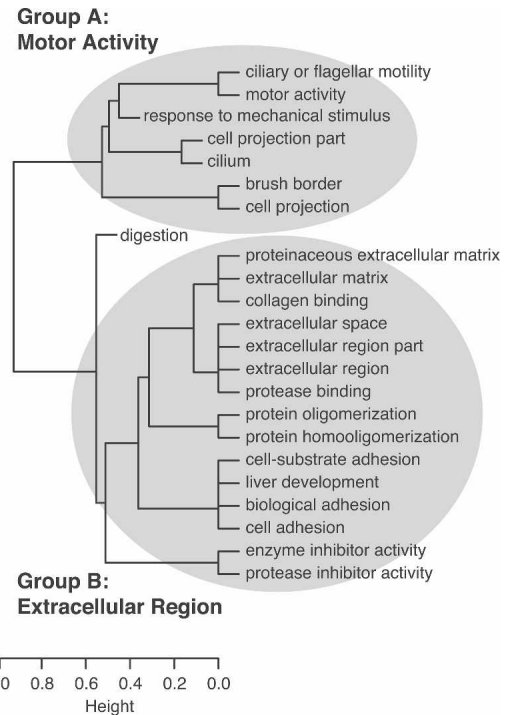 Group A:
Motor Activity
ciliary or flagellar motility
motor activity
response to mechanical stimulus
cell projection part
cilium
brush border
cell projection
digestion
proteinaceous extracellular matrix
extracellular matrix
collagen binding
extracellular space
extracellular region part
extracellular region
protease binding
protein oligomerization
protein homooligomerization
cell-substrate adhesion
liver development
biological adhesion
cell adhesion
enzyme inhibitor activity
protease inhibitor activity
Group B:
Extracellular Region
0 0.8 0.6 0.4 0.2 0.0
Height